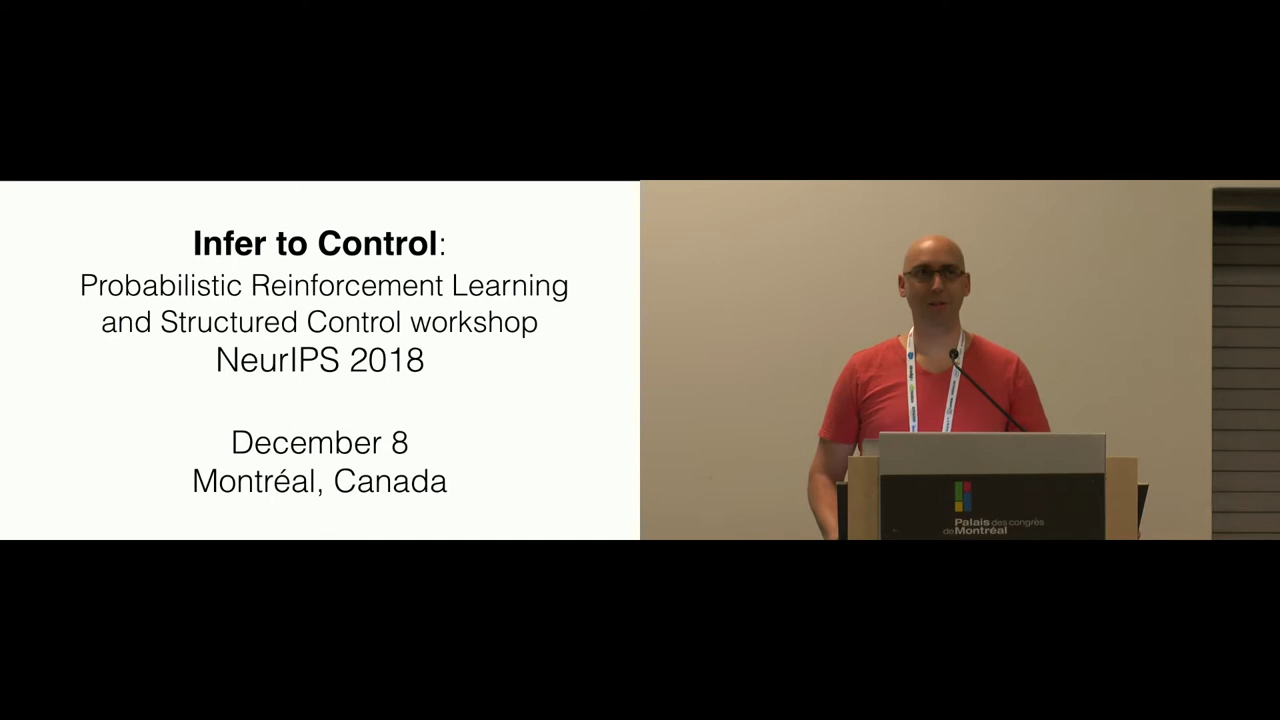 Infer to Control:
Probabilistic Reinforcement Learning
and Structured Control workshop
NeurIPS 2018
December 8
Montréal, Canada
Palais des congrès
de Montréal